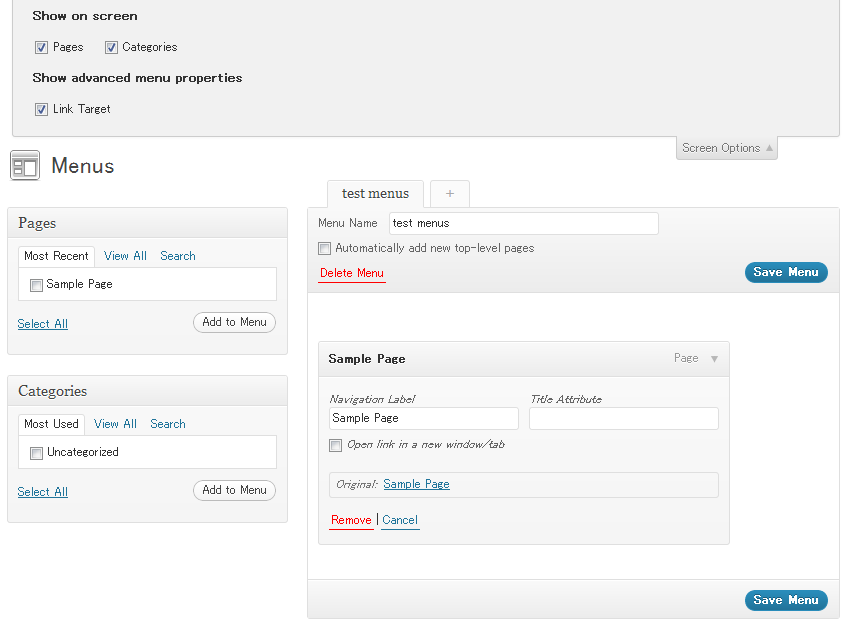 Show on screen
Pages Categories
Show advanced menu properties
Link Target
Screen Options
Menus
Pages
Most Recent View All Search
Sample Page
Select All Add to Menu
Categories
Most Used View All Search
Uncategorized
Select All Add to Menu
test menus +
Menu Name test menus
Automatically add new top-level pages
Delete Menu Save Menu
Sample Page Page
Navigation Label Title Attribute
Sample Page
Open link in a new window/tab
Original: Sample Page
Remove | Cancel
Save Menu